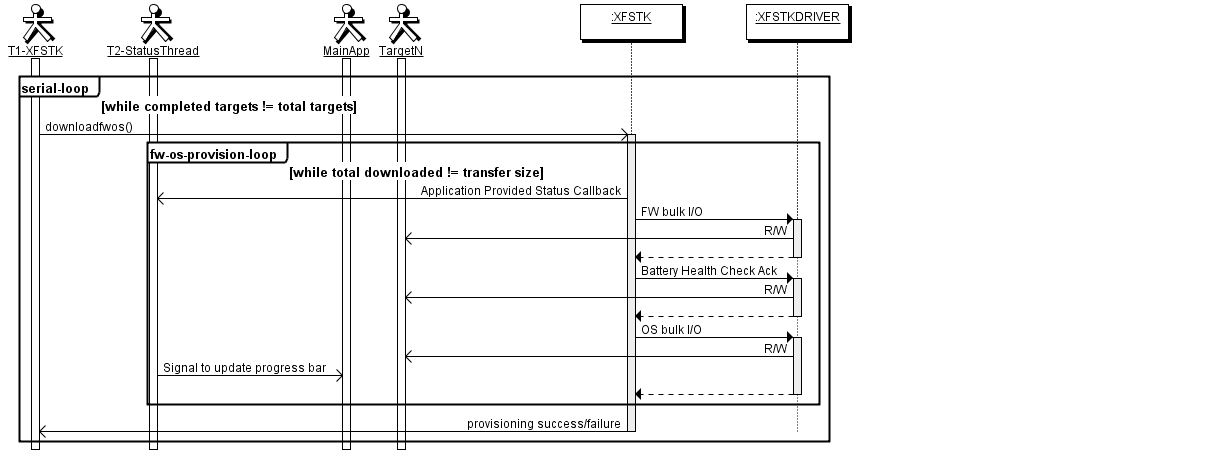 :XFSTK
:XFSTKDRIVER
T1-XFSTK
T2-StatusThread
MainApp
TargetN
serial-loop
[while completed targets != total targets]
downloadfwos()
fw-os-provision-loop
[while total downloaded != transfer size]
Application Provided Status Callback
FW bulk I/O
R/W
Battery Health Check Ack
R/W
OS bulk I/O
R/W
Signal to update progress bar
provisioning success/failure